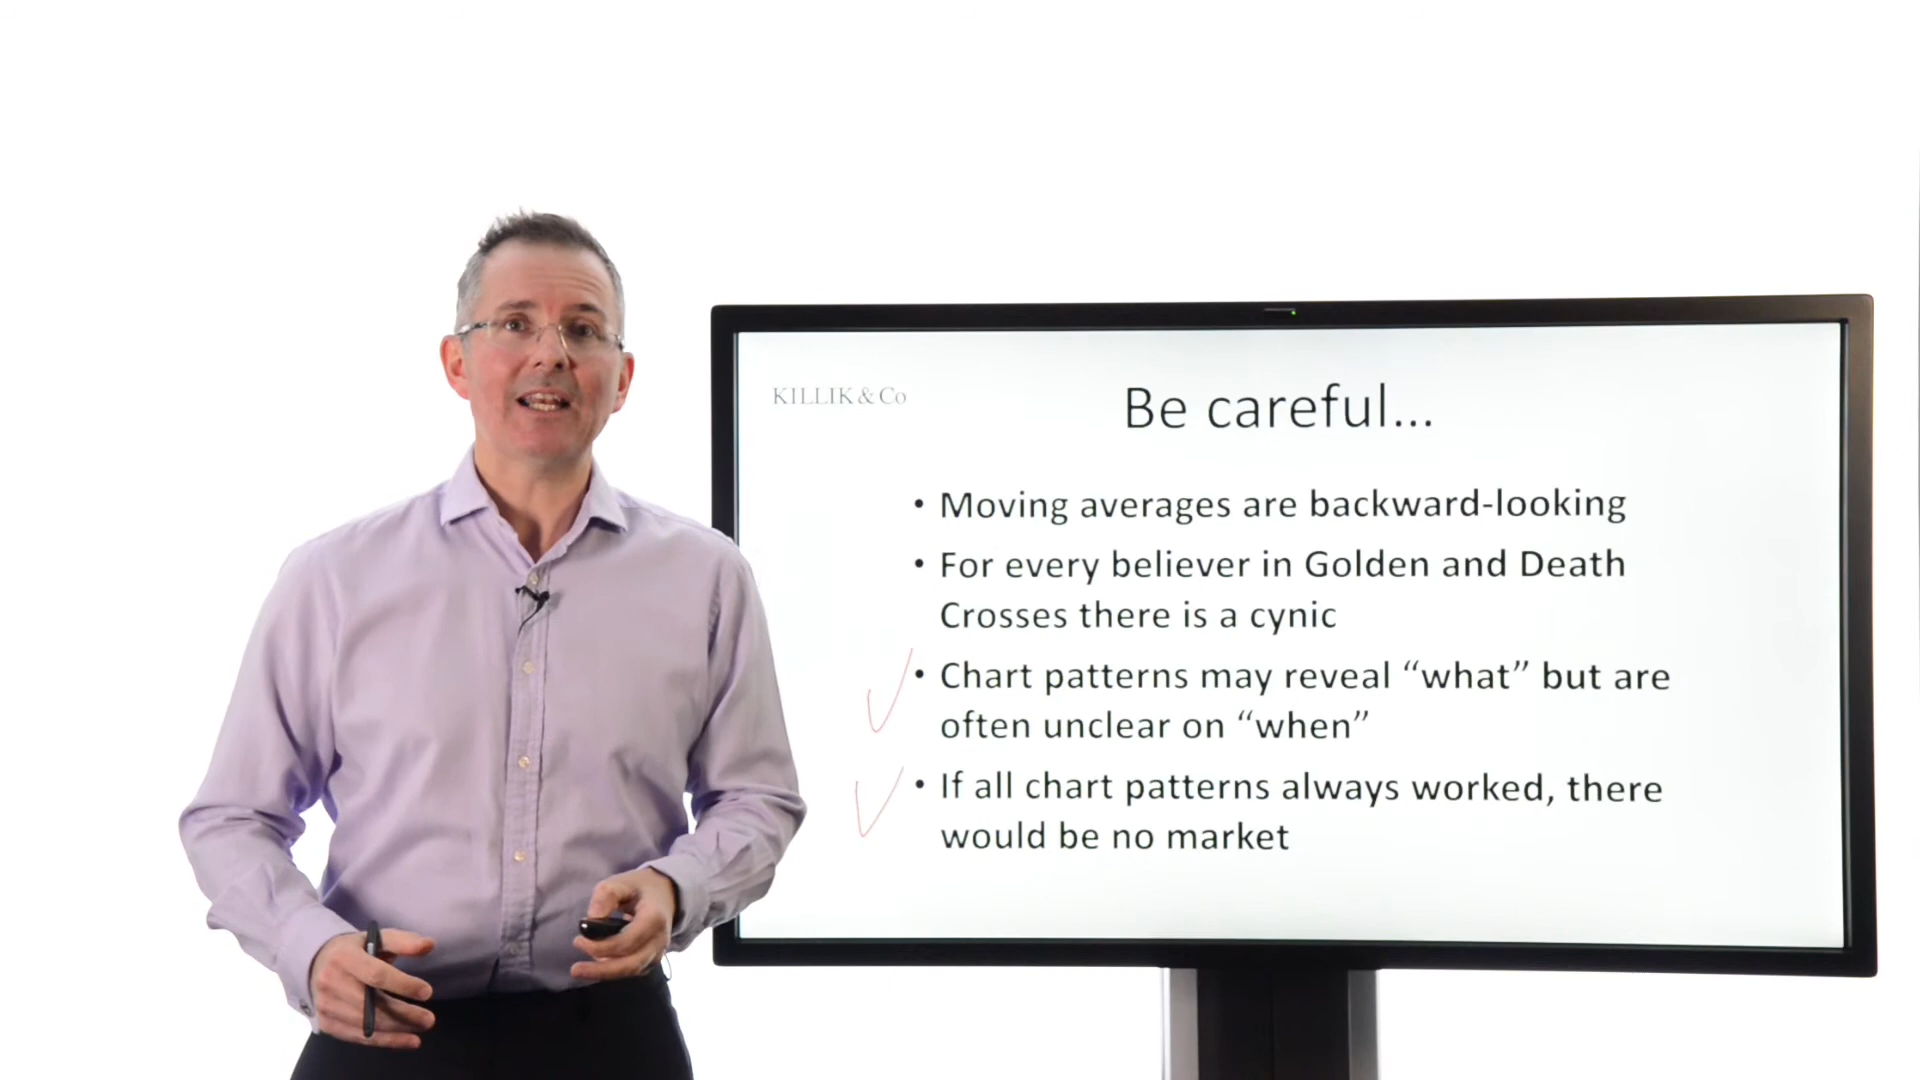 KILLIK & Co
Be careful...
• Moving averages are backward-looking
• For every believer in Golden and Death
Crosses there is a cynic
• Chart patterns may reveal “what” but are
often unclear on “when”
• If all chart patterns always worked, there
would be no market